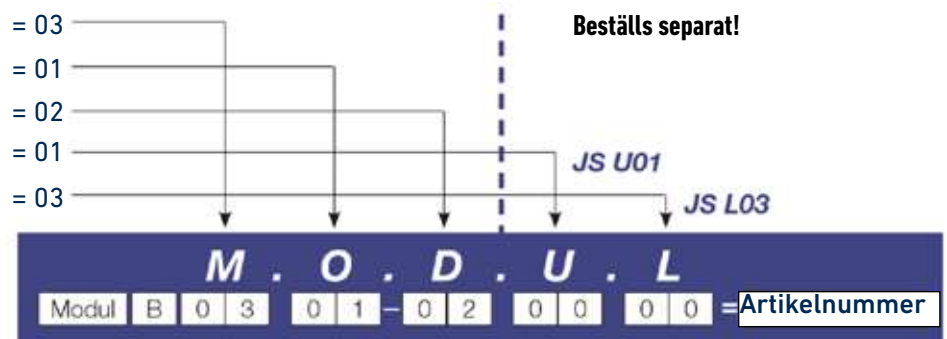 = 03
Beställs separat!
= 01
= 02
= 01
JS U01
= 03
JS L03
M . O . D . U . L
Modul B 0 3 0 1 – 0 2 0 0 0 0 = Artikelnummer